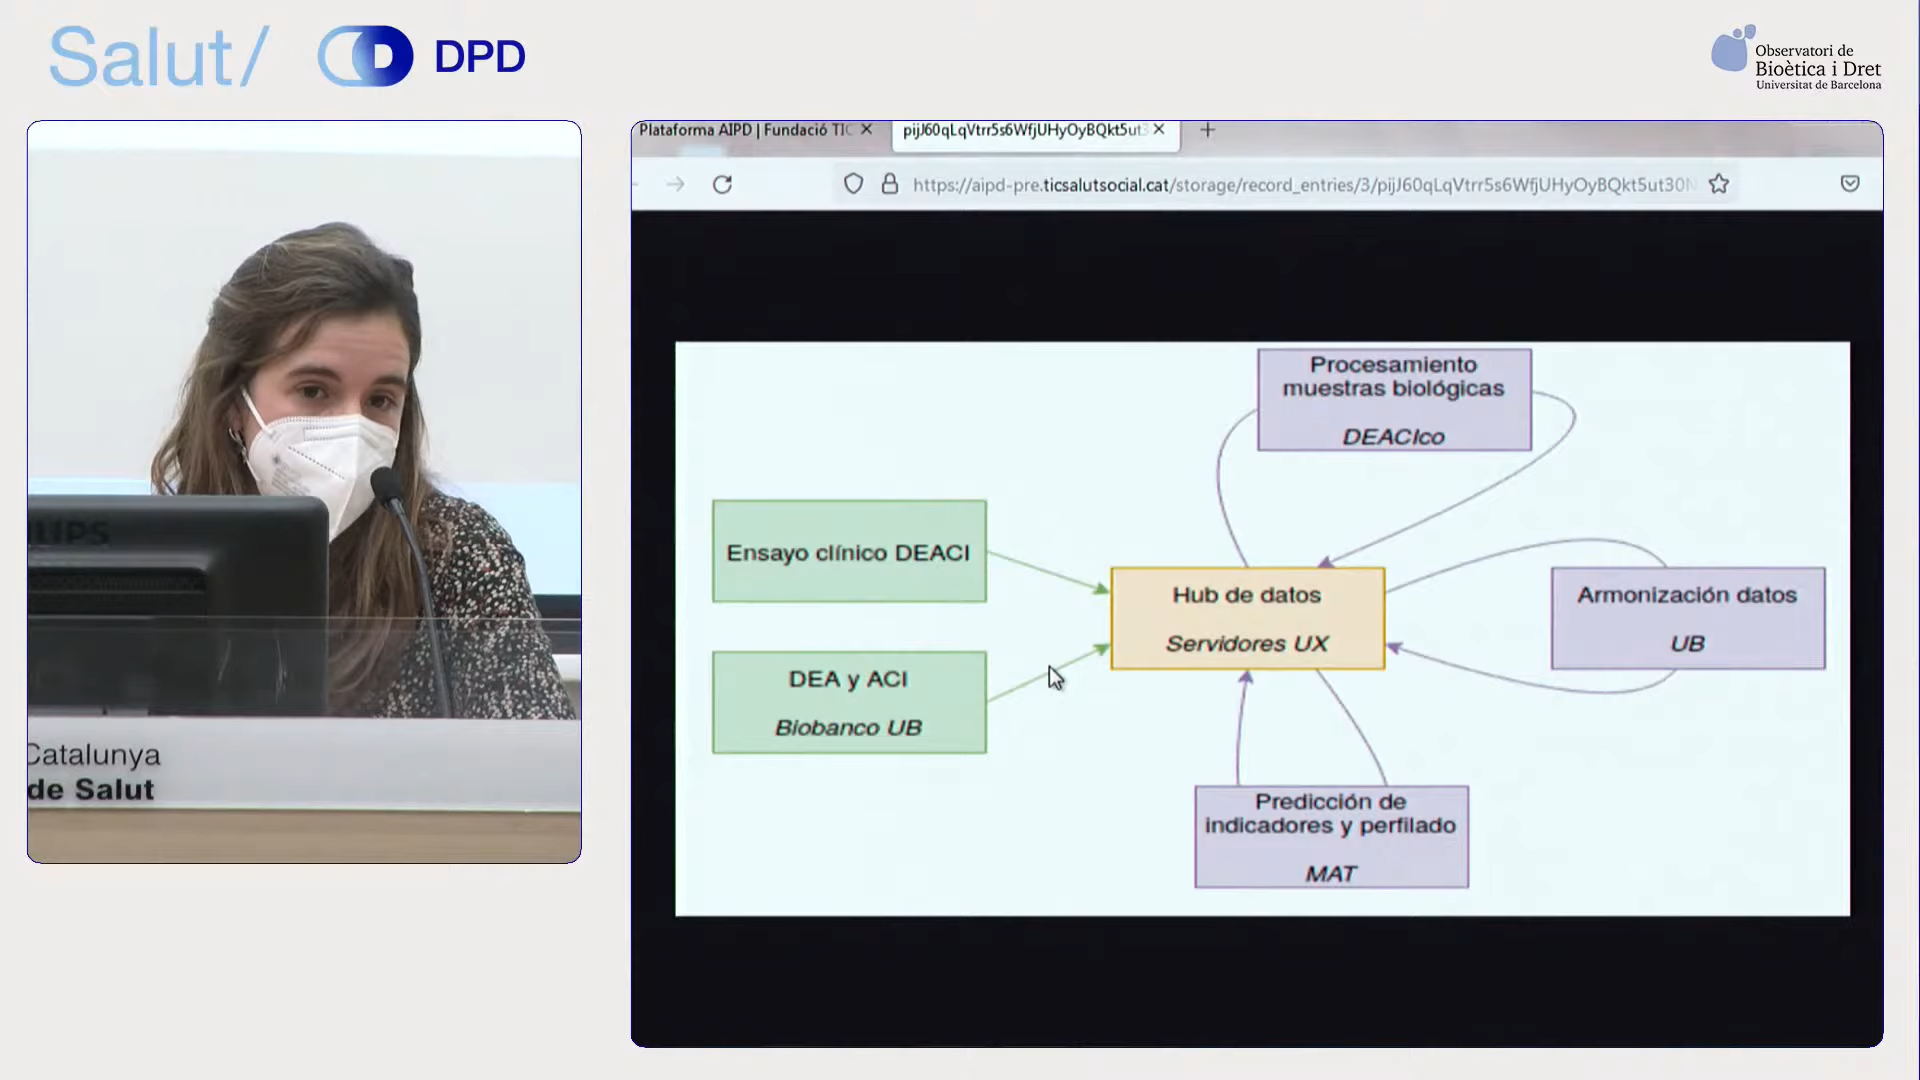 Salut/
DPD
Observatori de
Bioètica i Dret
Universitat de Barcelona
Catalunya
de Salut
Plataforma AIPD | Fundació TIC
pijJ60qLqVtrr5s6WfjUHyOyBQkt5ut3
https://aipd-pre.ticsalutsocial.cat/storage/record_entries/3/pijJ60qLqVtrr5s6WfjUHyOyBQkt5ut30N
Procesamiento
muestras biológicas
DEACIco
Ensayo clínico DEACI
Hub de datos
Servidores UX
Armonización datos
UB
DEA y ACI
Biobanco UB
Predicción de
indicadores y perfilado
MAT